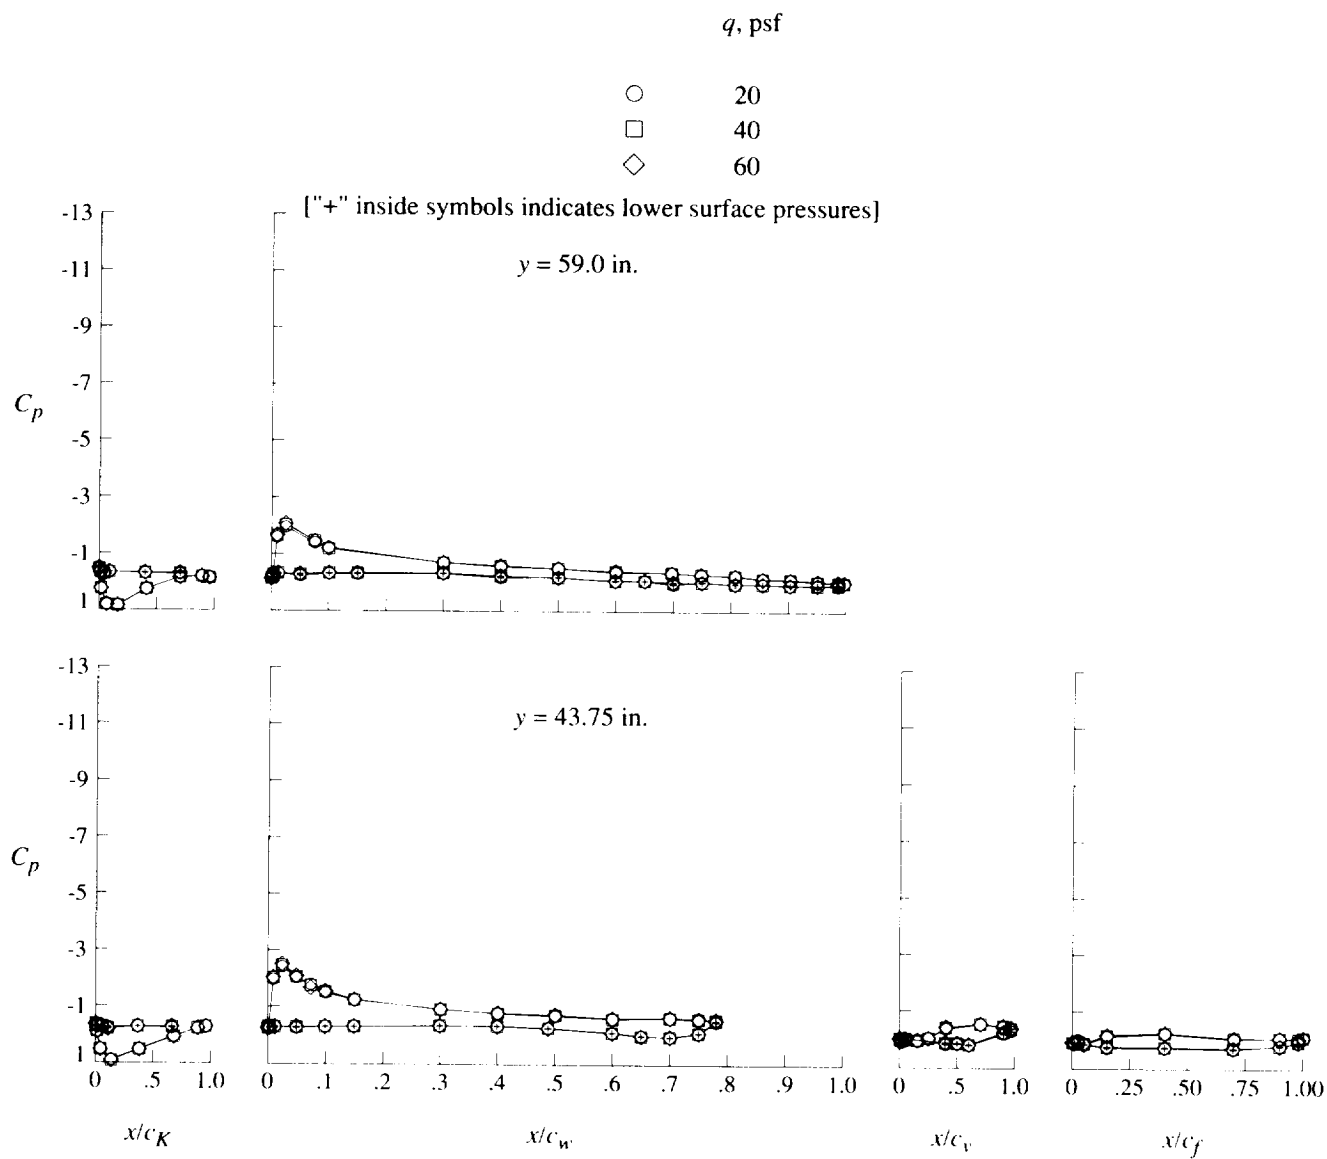 q, psf
20
40
60
["+" inside symbols indicates lower surface pressures]
y = 59.0 in.
-13
-11
-9
-7
-5
-3
-1
1
C_p
y = 43.75 in.
-13
-11
-9
-7
-5
-3
-1
1
C_p
0 .5 1.0
0 .1 .2 .3 .4 .5 .6 .7 .8 .9 1.0
0 .5 1.0
0 .25 .50 .75 1.00
x/c_K
x/c_w
x/c_v
x/c_f